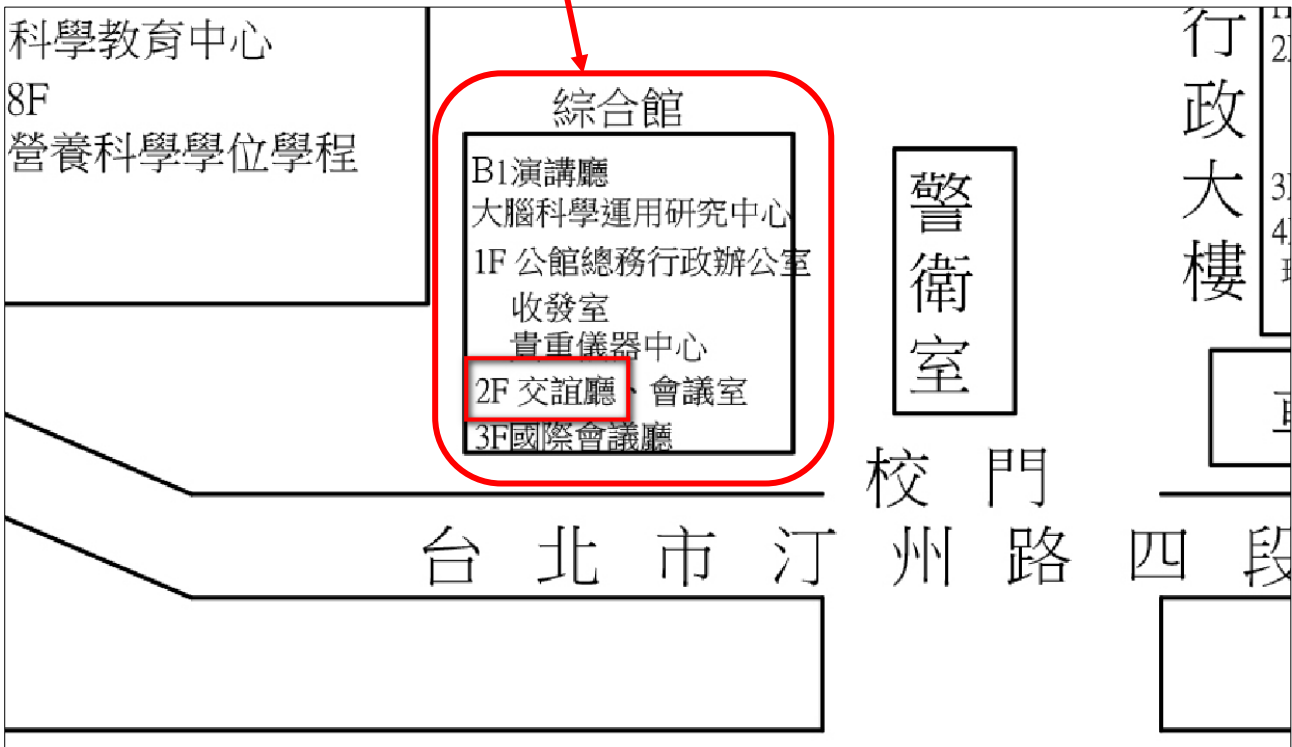 科學教育中心
8F
營養科學學位學程
綜合館
B1演講廳
大腦科學運用研究中心
1F 公館總務行政辦公室
收發室
貴重儀器中心
2F 交誼廳、會議室
3F國際會議廳
警衛室
行政大樓
2
3
4
校門
台北市汀州路四段